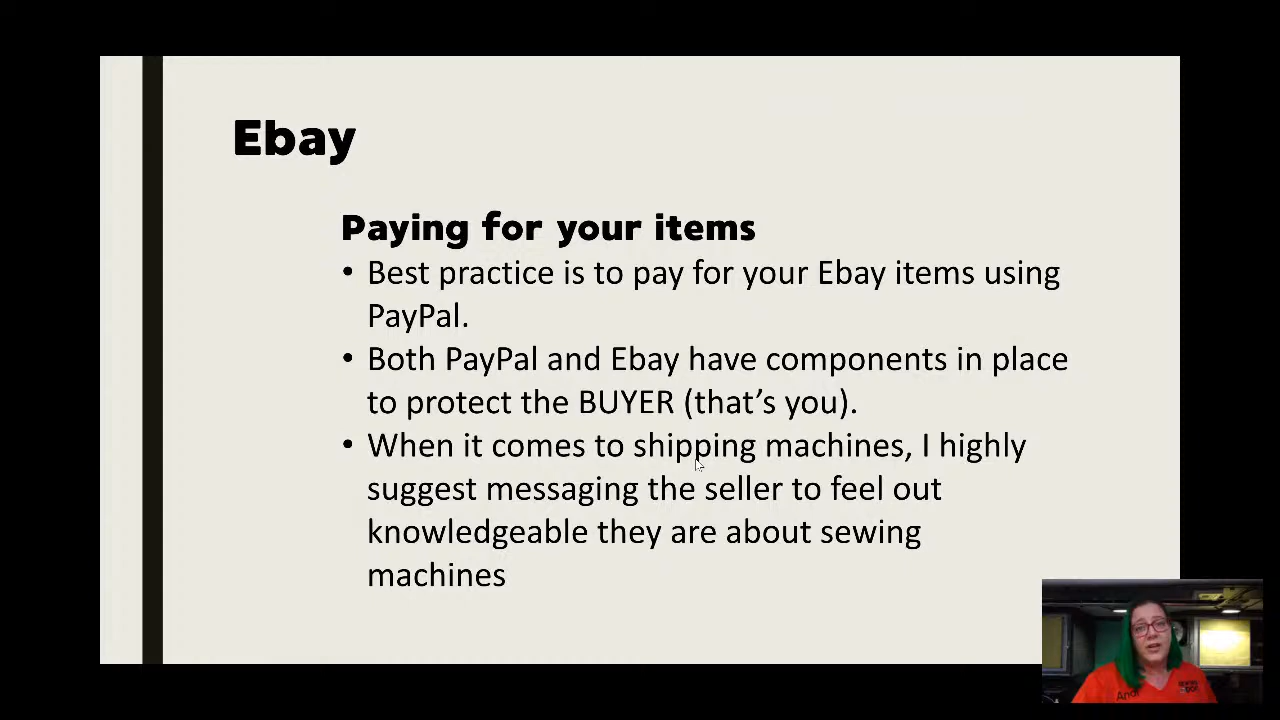 Ebay
Paying for your items
• Best practice is to pay for your Ebay items using
PayPal.
• Both PayPal and Ebay have components in place
to protect the BUYER (that’s you).
• When it comes to shipping machines, I highly
suggest messaging the seller to feel out
knowledgeable they are about sewing
machines